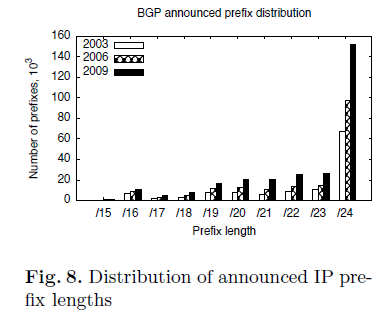 BGP announced prefix distribution
160
140
120
100
80
60
40
20
0
Number of prefixes, 10³
2003
2006
2009
/15 /16 /17 /18 /19 /20 /21 /22 /23 /24
Prefix length
Fig. 8. Distribution of announced IP pre-
fix lengths